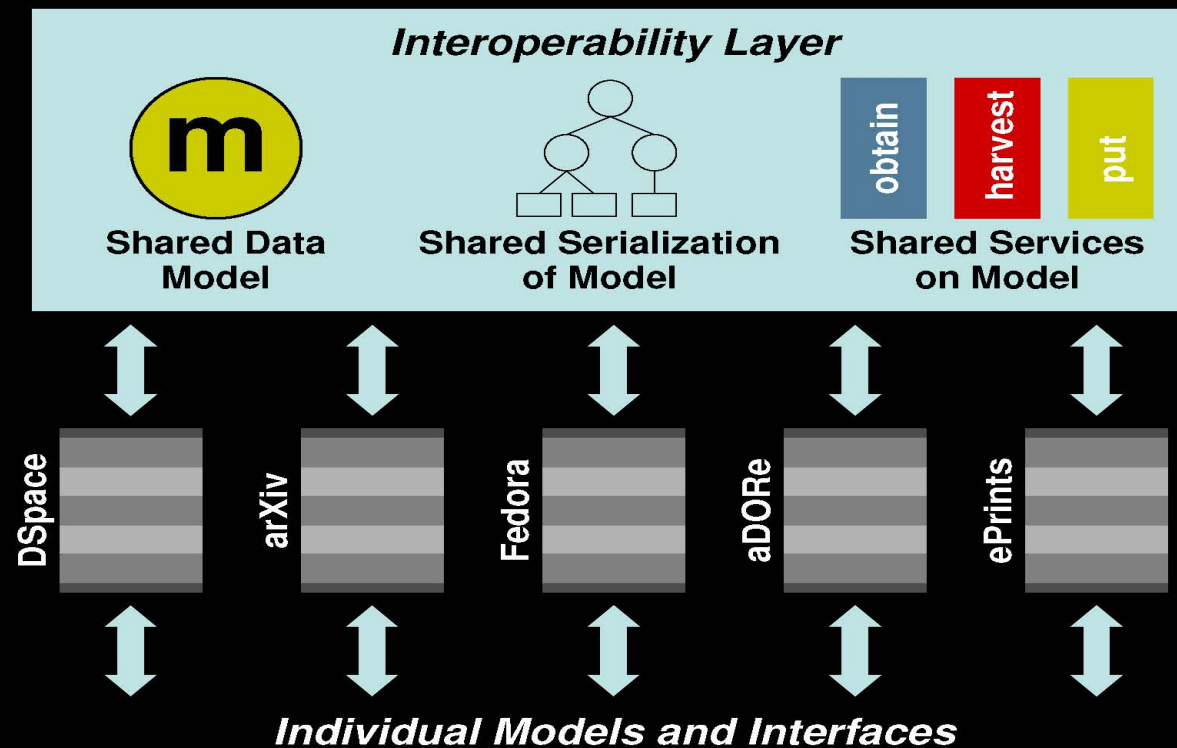 Interoperability Layer
m
obtain
harvest
put
Shared Data
Model
Shared Serialization
of Model
Shared Services
on Model
DSpace
arXiv
Fedora
aDORe
ePrints
Individual Models and Interfaces